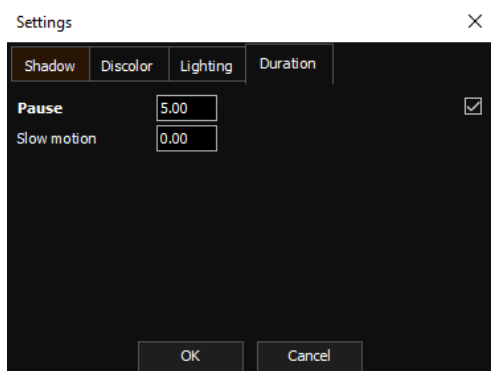 Settings
Shadow Discolor Lighting Duration
Pause 5.00
Slow motion 0.00
OK Cancel